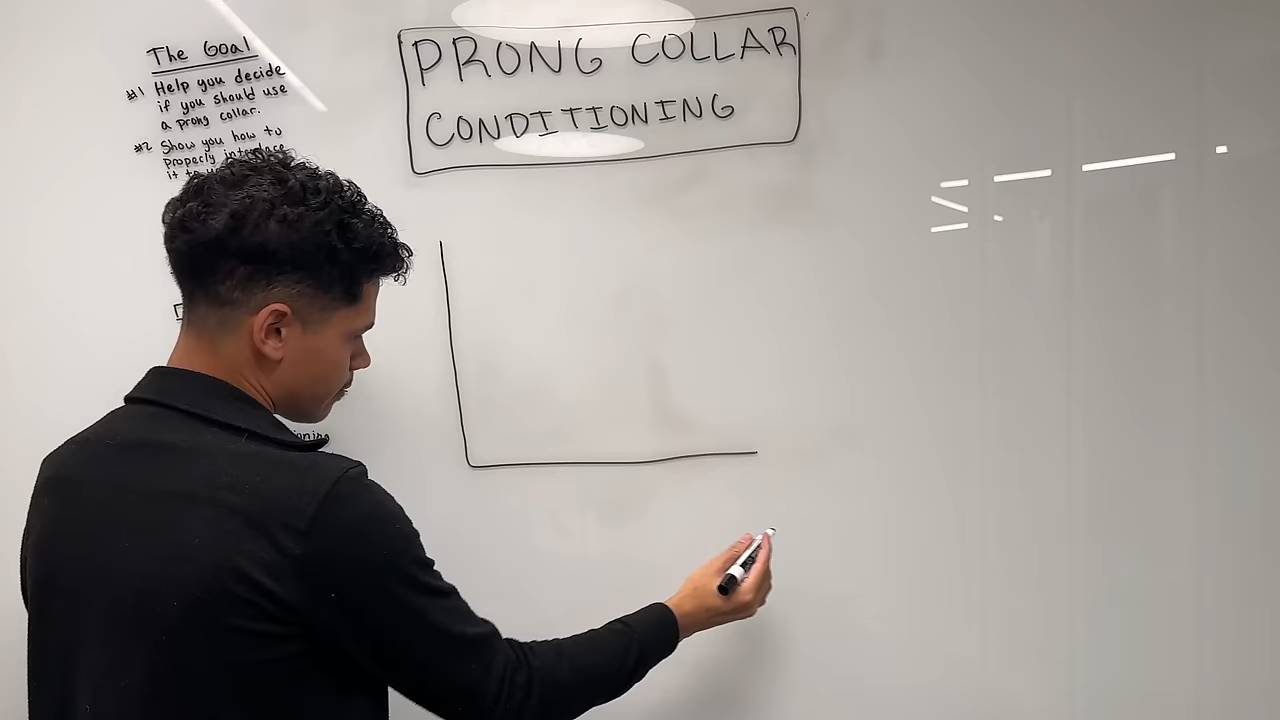 The Goal
#1 Help you decide
if you should use
a prong collar.
#2 Show you how to
properly introduce
it to
PRONG COLLAR
CONDITIONING